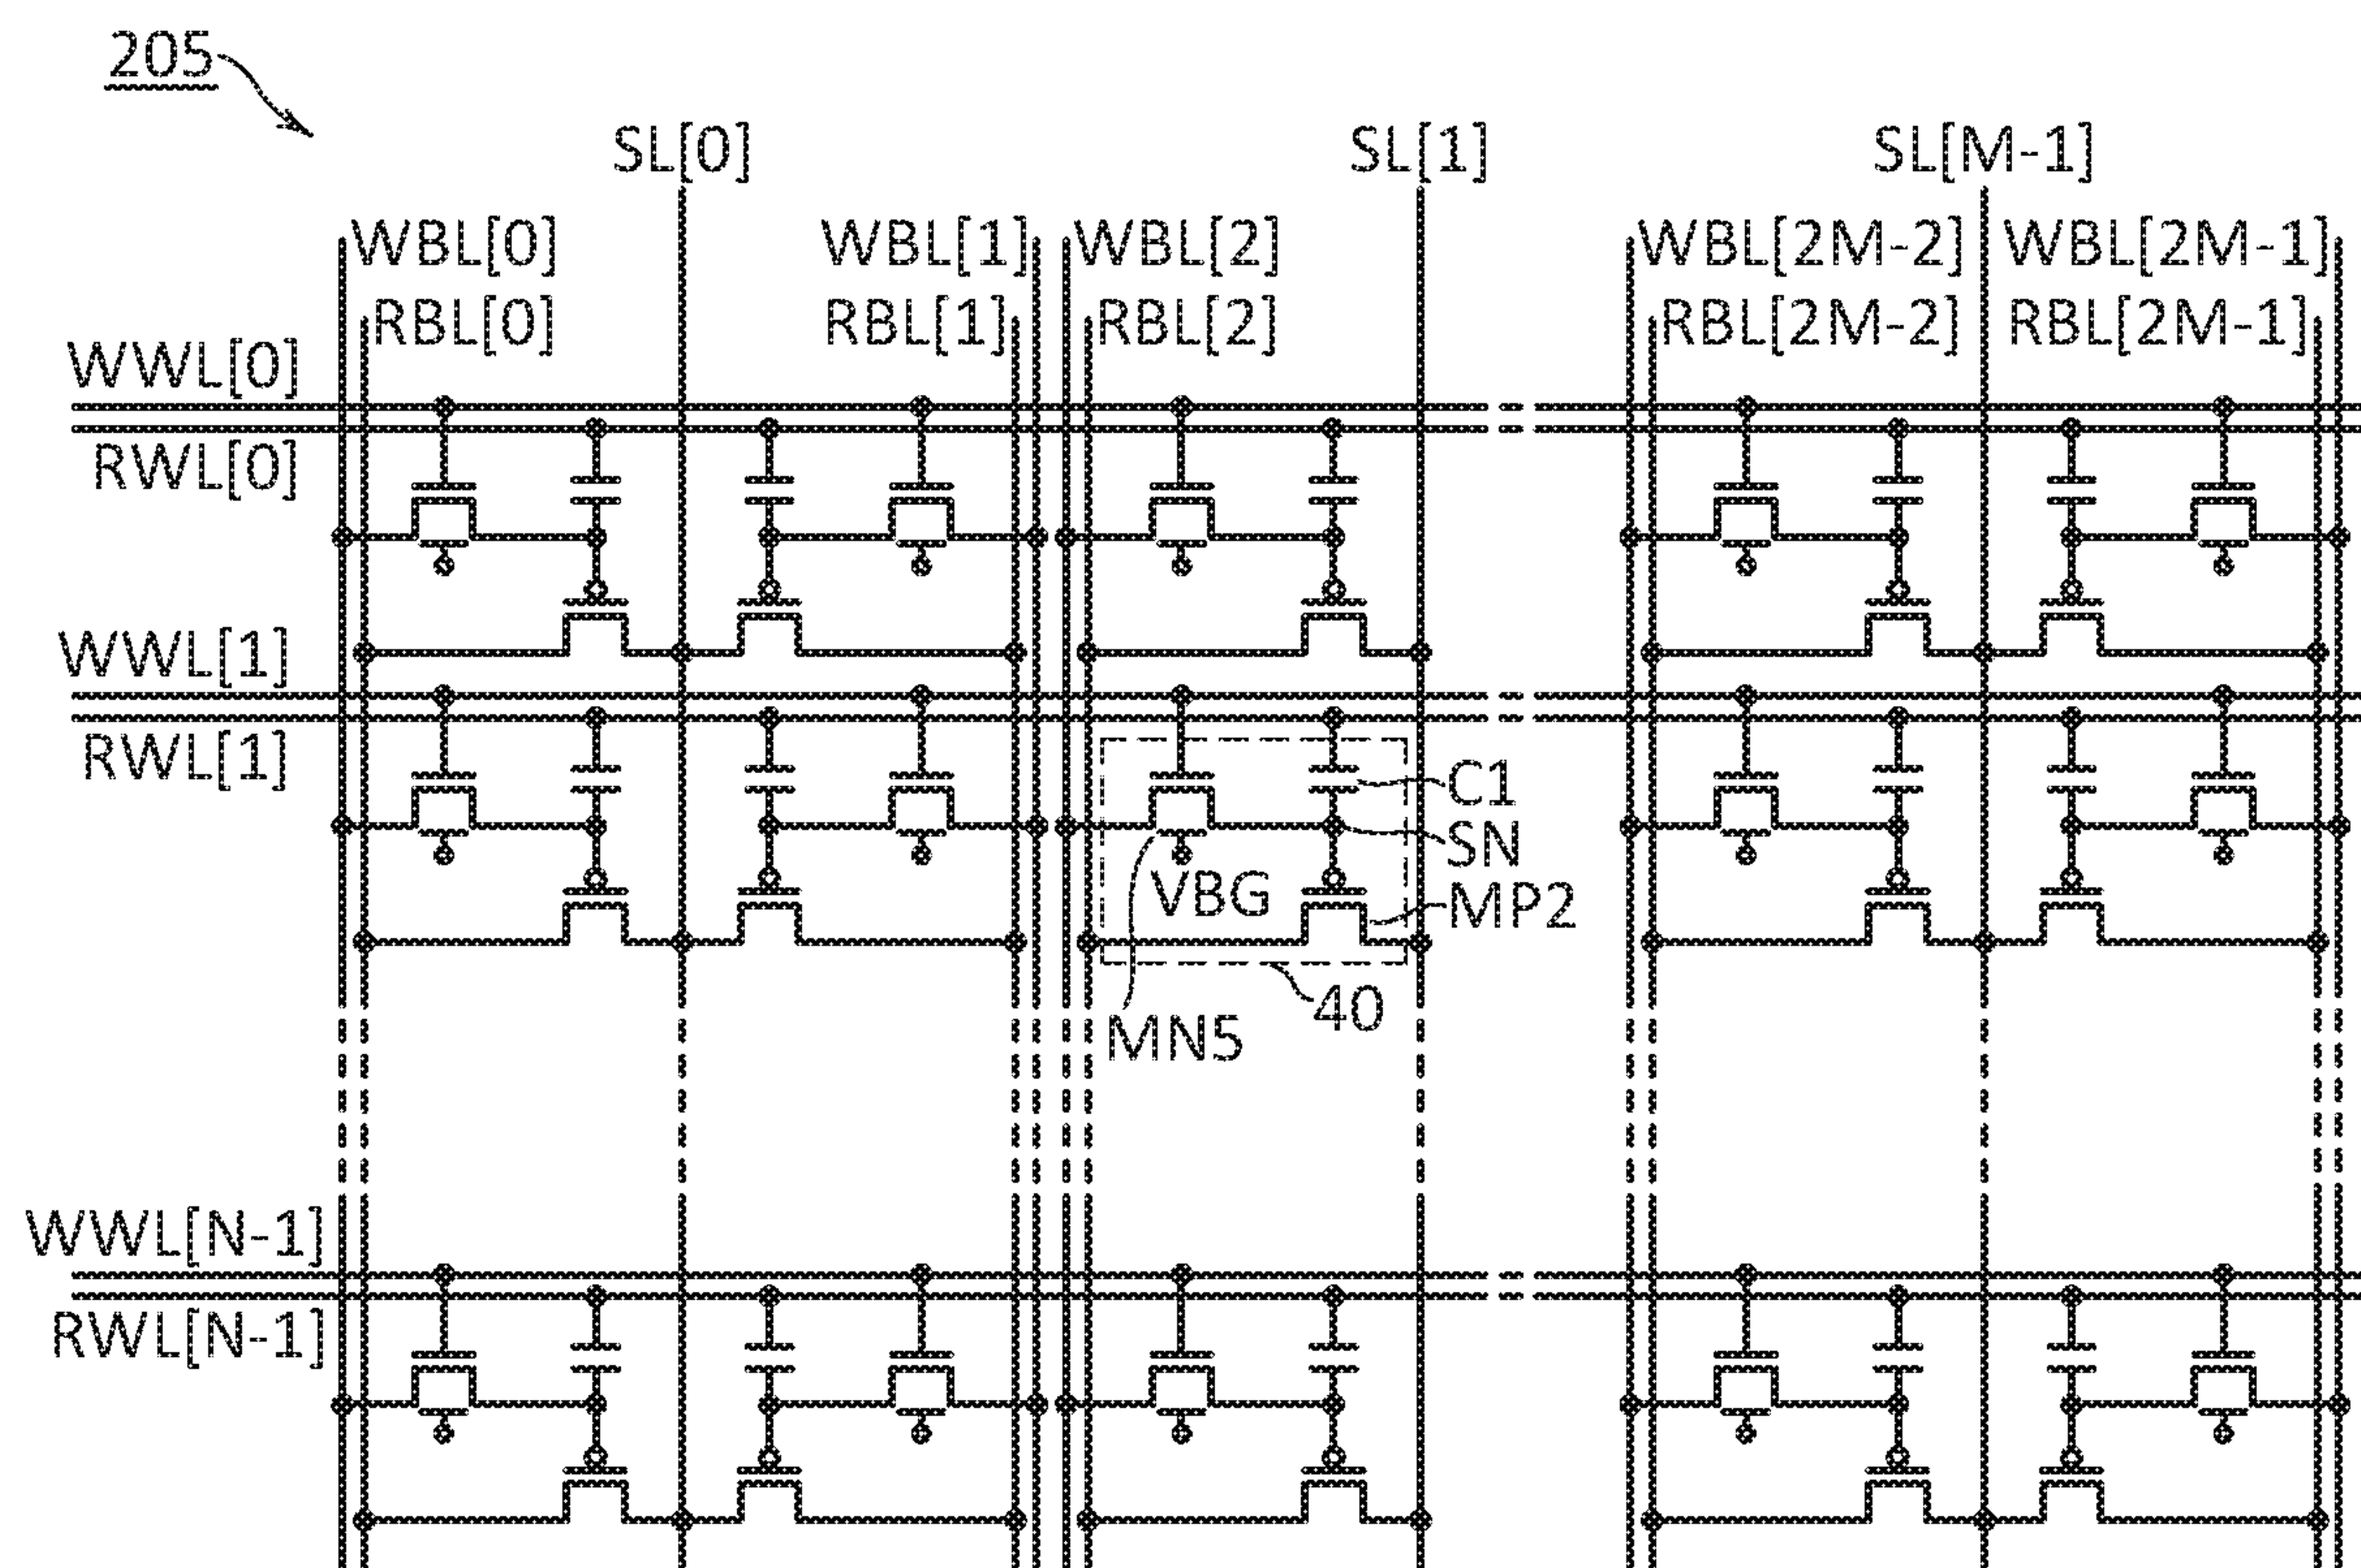 205
SL[0] SL[1] SL[M-1]
WBL[0] WBL[1] WBL[2] WBL[2M-2] WBL[2M-1]
RBL[0] RBL[1] RBL[2] RBL[2M-2] RBL[2M-1]
WWL[0]
RWL[0]
WWL[1]
RWL[1]
C1
SN
VBG
MP2
40
MN5
WWL[N-1]
RWL[N-1]